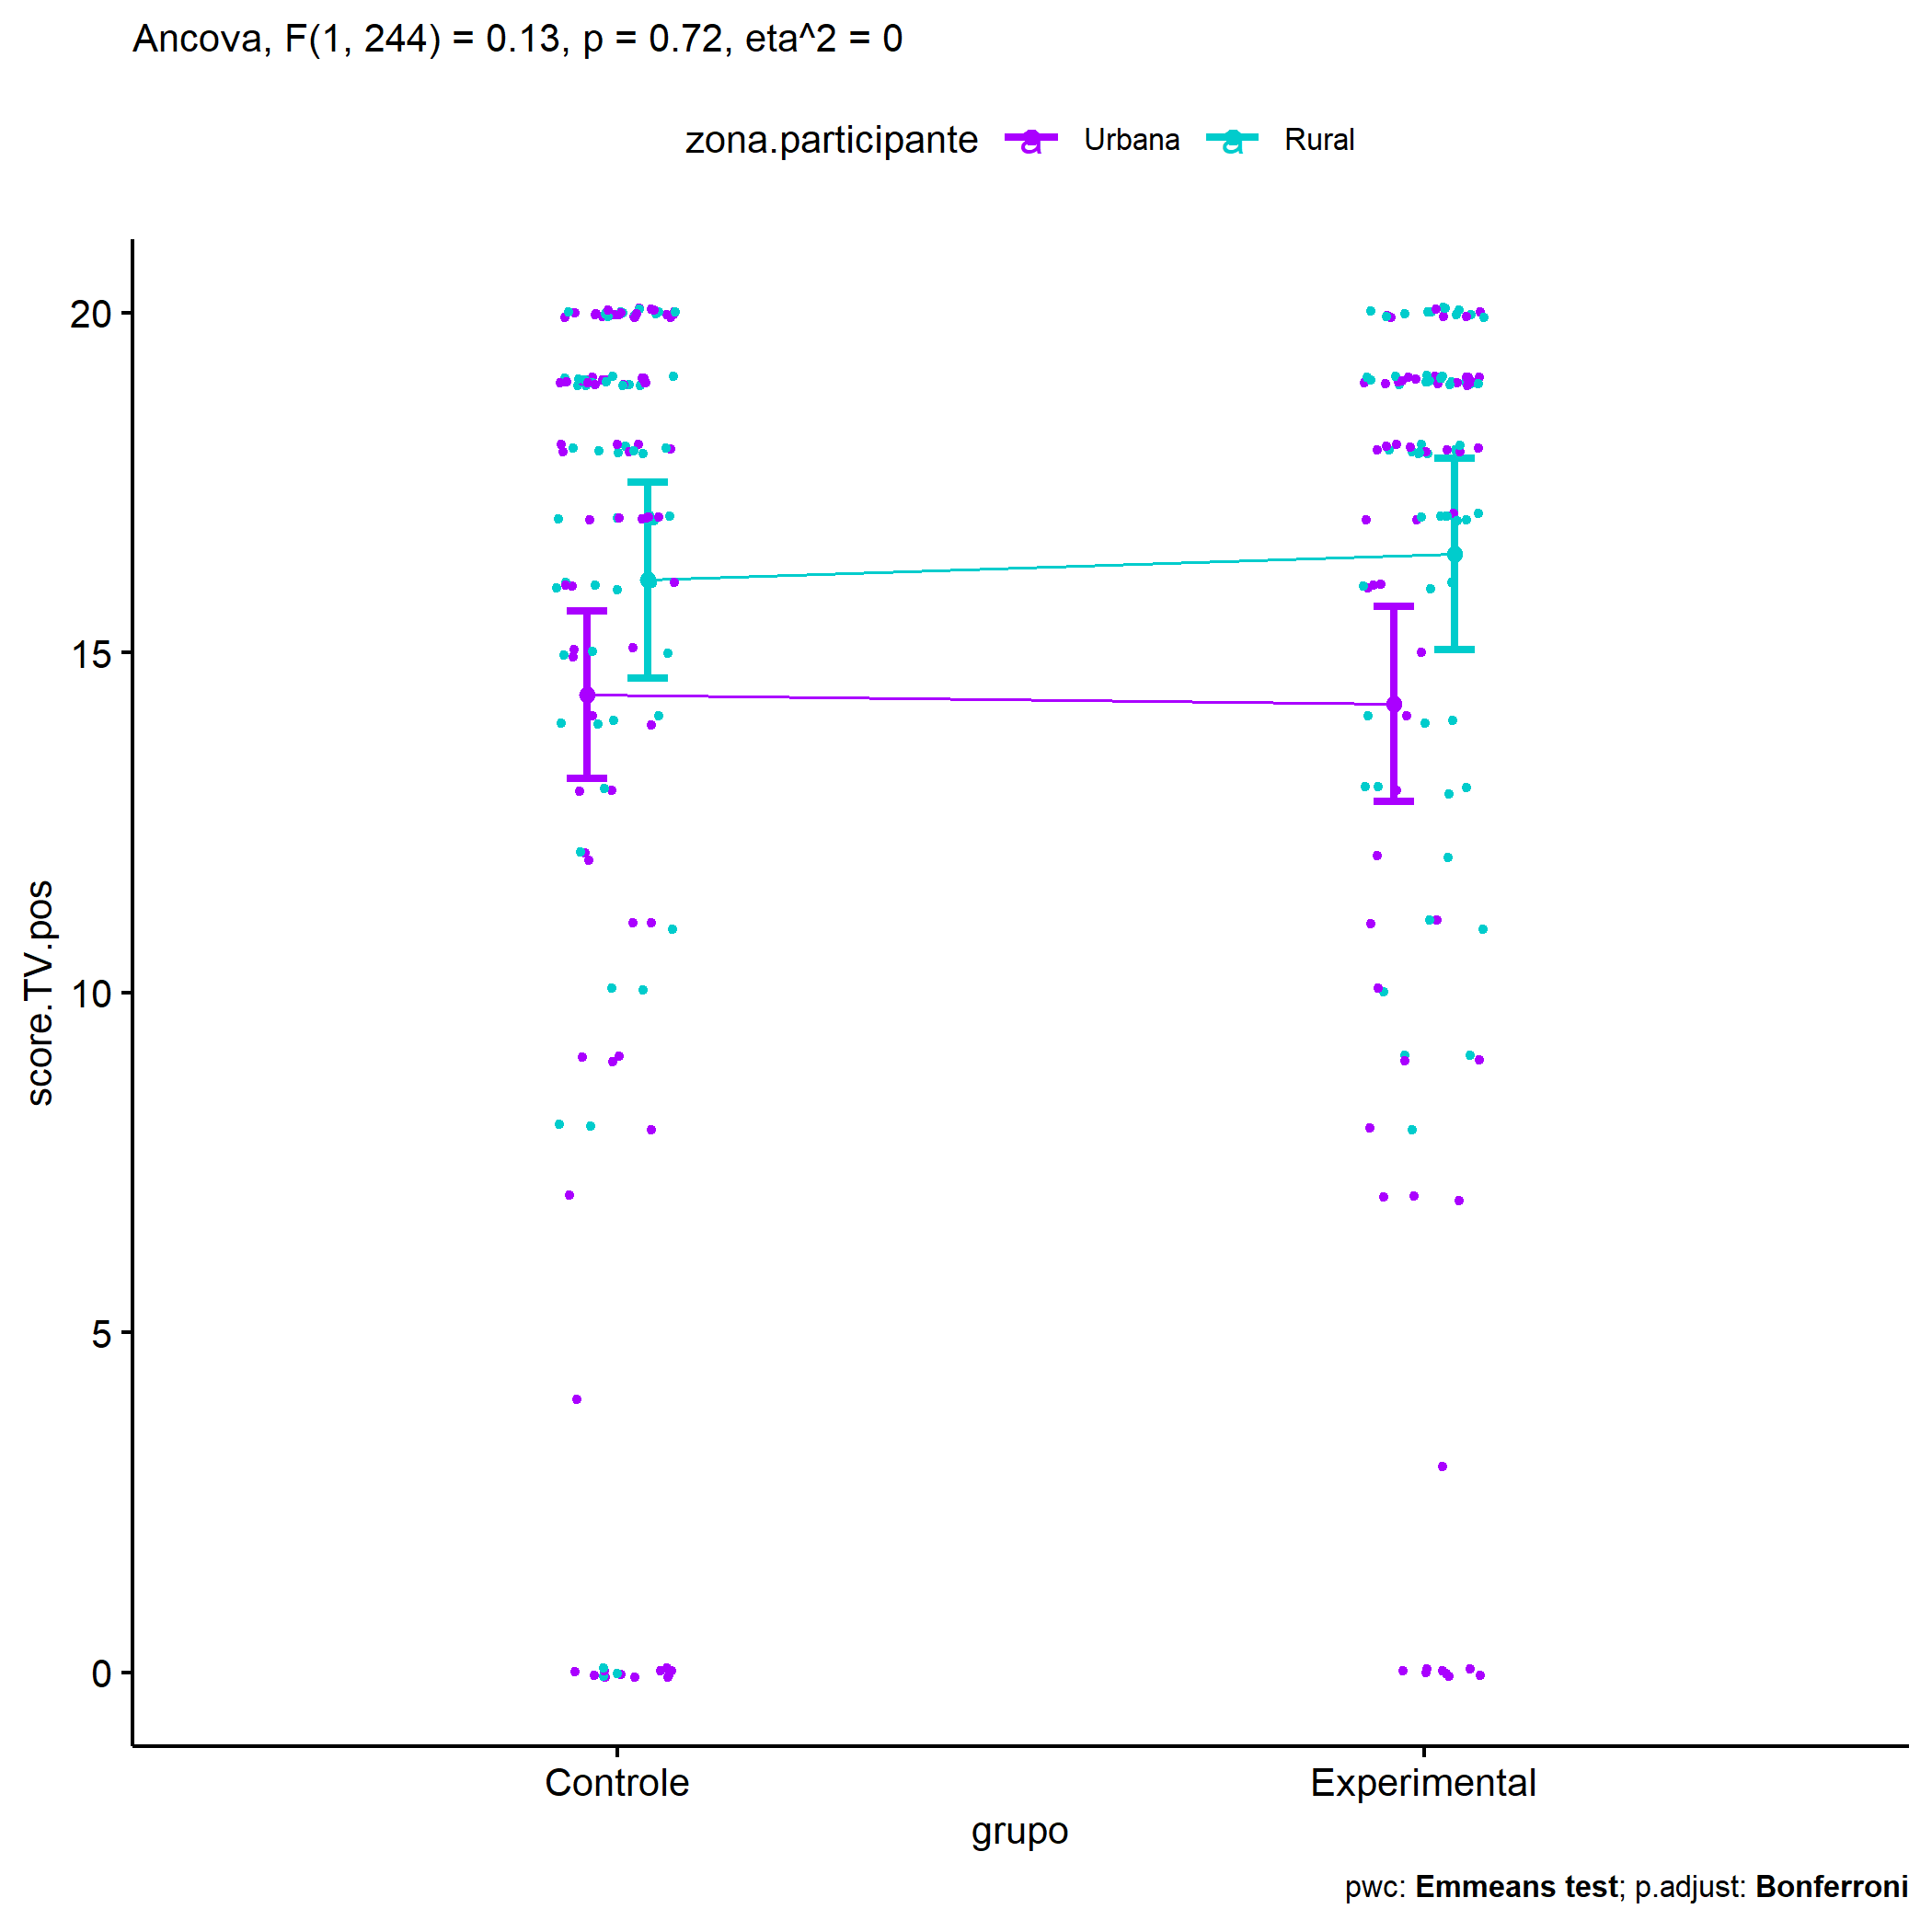 Ancova, F(1, 244) = 0.13, p = 0.72, eta^2 = 0
zona.participante a Urbana a Rural
20
15
10
5
0
score.TV.pos
Controle Experimental
grupo
pwc: Emmeans test; p.adjust: Bonferroni